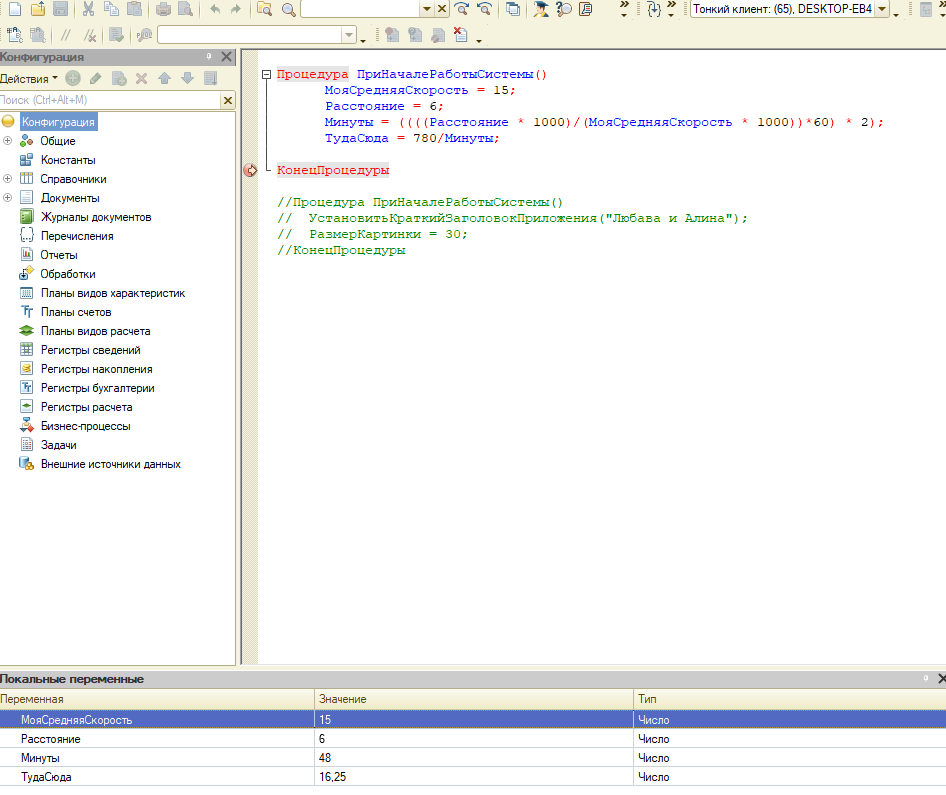 Тонкий клиент: (65), DESKTOP-EB4
Конфигурация
Действия
Поиск (Ctrl+Alt+M)
Конфигурация
Общие
Константы
Справочники
Документы
Журналы документов
Перечисления
Отчеты
Обработки
Планы видов характеристик
Планы счетов
Планы видов расчета
Регистры сведений
Регистры накопления
Регистры бухгалтерии
Регистры расчета
Бизнес-процессы
Задачи
Внешние источники данных
Процедура ПриНачалеРаботыСистемы()
МояСредняяСкорость = 15;
Расстояние = 6;
Минуты = ((((Расстояние * 1000)/(МояСредняяСкорость * 1000))*60) * 2);
ТудаСюда = 780/Минуты;
КонецПроцедуры
//Процедура ПриНачалеРаботыСистемы()
// УстановитьКраткийЗаголовокПриложения("Любава и Алина");
// РазмерКартинки = 30;
//КонецПроцедуры
Локальные переменные
Переменная Значение Тип
МояСредняяСкорость 15 Число
Расстояние 6 Число
Минуты 48 Число
ТудаСюда 16,25 Число